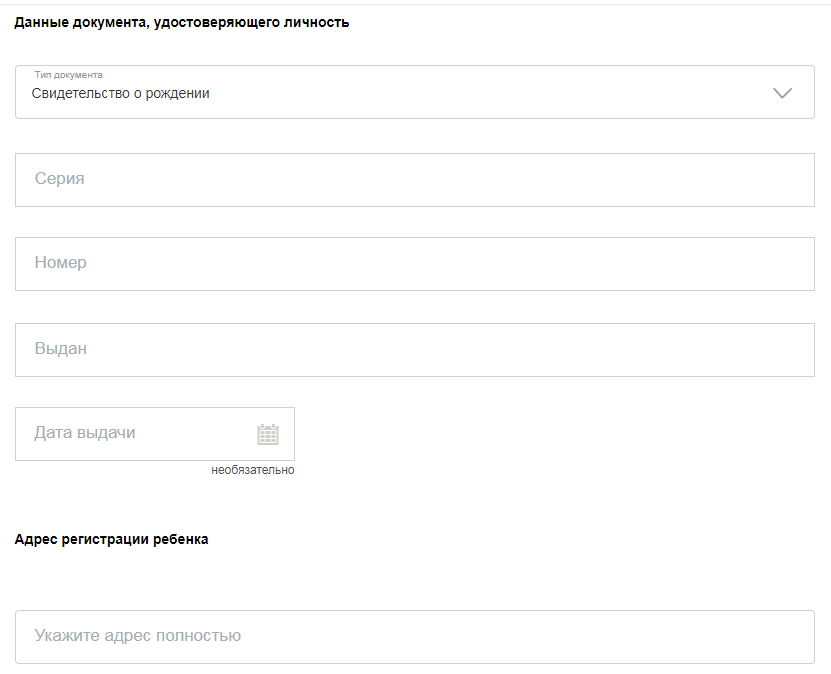 Данные документа, удостоверяющего личность
Тип документа
Свидетельство о рождении
Серия
Номер
Выдан
Дата выдачи
необязательно
Адрес регистрации ребенка
Укажите адрес полностью